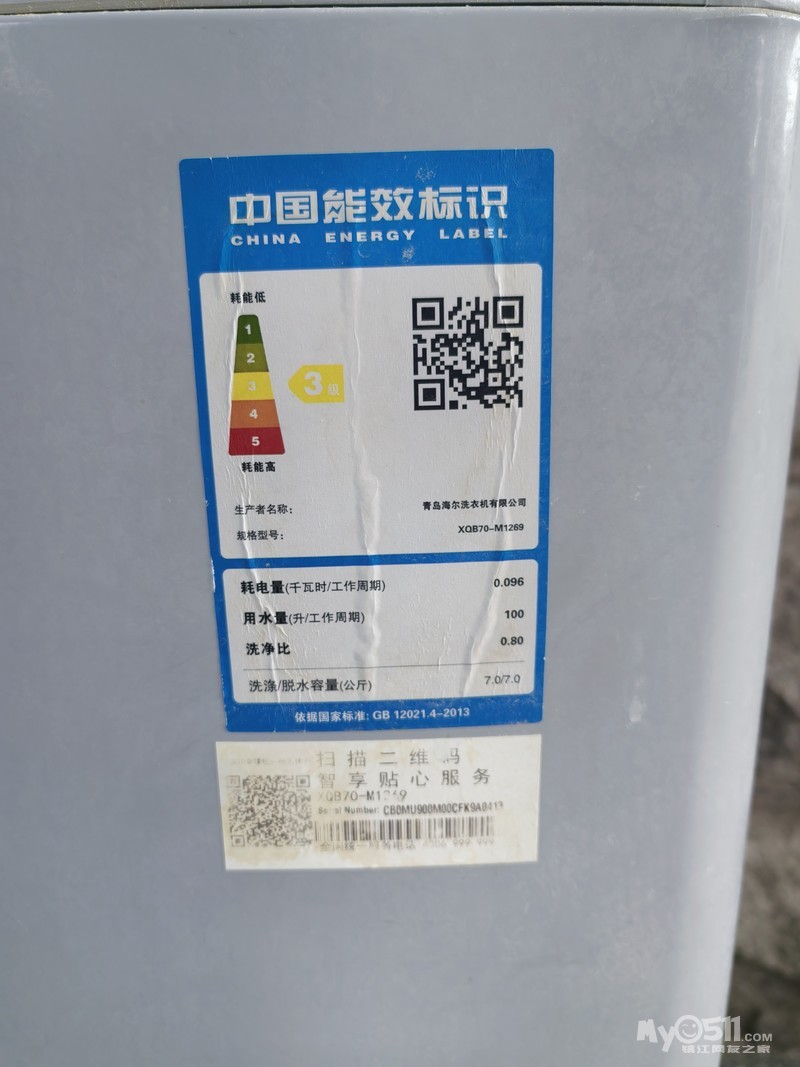 中国能效标识
CHINA ENERGY LABEL
耗能低
1
2
3
3级
4
5
耗能高
生产者名称: 青岛海尔洗衣机有限公司
规格型号: XQB70-M1269
耗电量(千瓦时/工作周期) 0.096
用水量(升/工作周期) 100
洗净比 0.80
洗涤/脱水容量(公斤) 7.0/7.0
依据国家标准: GB 12021.4-2013
扫描二维码
智享贴心服务
XQB70-M1269
Serial Number: CB0MU900M00CFK9A0413
My0511.COM
镇江网友之家